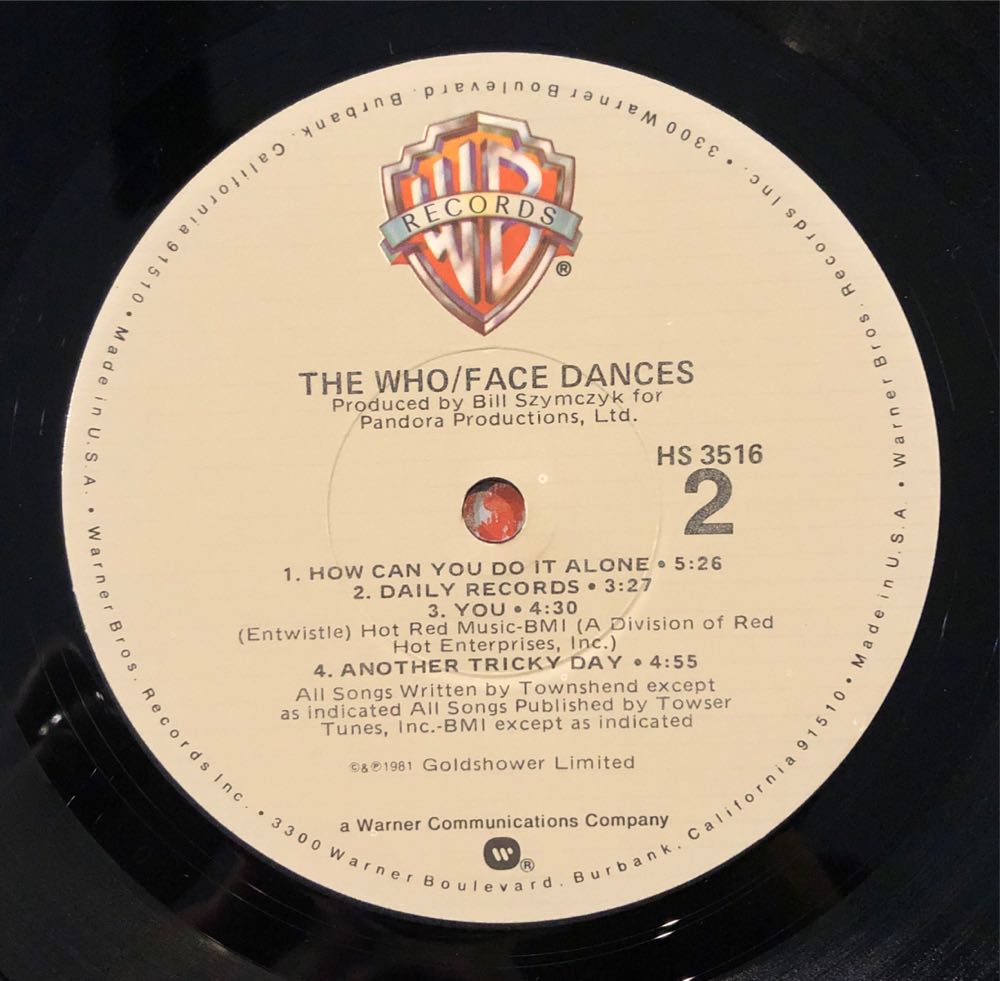 WB
RECORDS
®
THE WHO/FACE DANCES
Produced by Bill Szymczyk for
Pandora Productions, Ltd.
HS 3516
2
1. HOW CAN YOU DO IT ALONE • 5:26
2. DAILY RECORDS • 3:27
3. YOU • 4:30
(Entwistle) Hot Red Music-BMI (A Division of Red
Hot Enterprises, Inc.)
4. ANOTHER TRICKY DAY • 4:55
All Songs Written by Townshend except
as indicated All Songs Published by Towser
Tunes, Inc.-BMI except as indicated
©&℗1981 Goldshower Limited
a Warner Communications Company
®
Warner Bros. Records Inc. • 3300 Warner Boulevard. Burbank. California 91510 • Made in U.S.A. •
Warner Bros. Records Inc. • 3300 Warner Boulevard. Burbank. California 91510 • Made in U.S.A. •